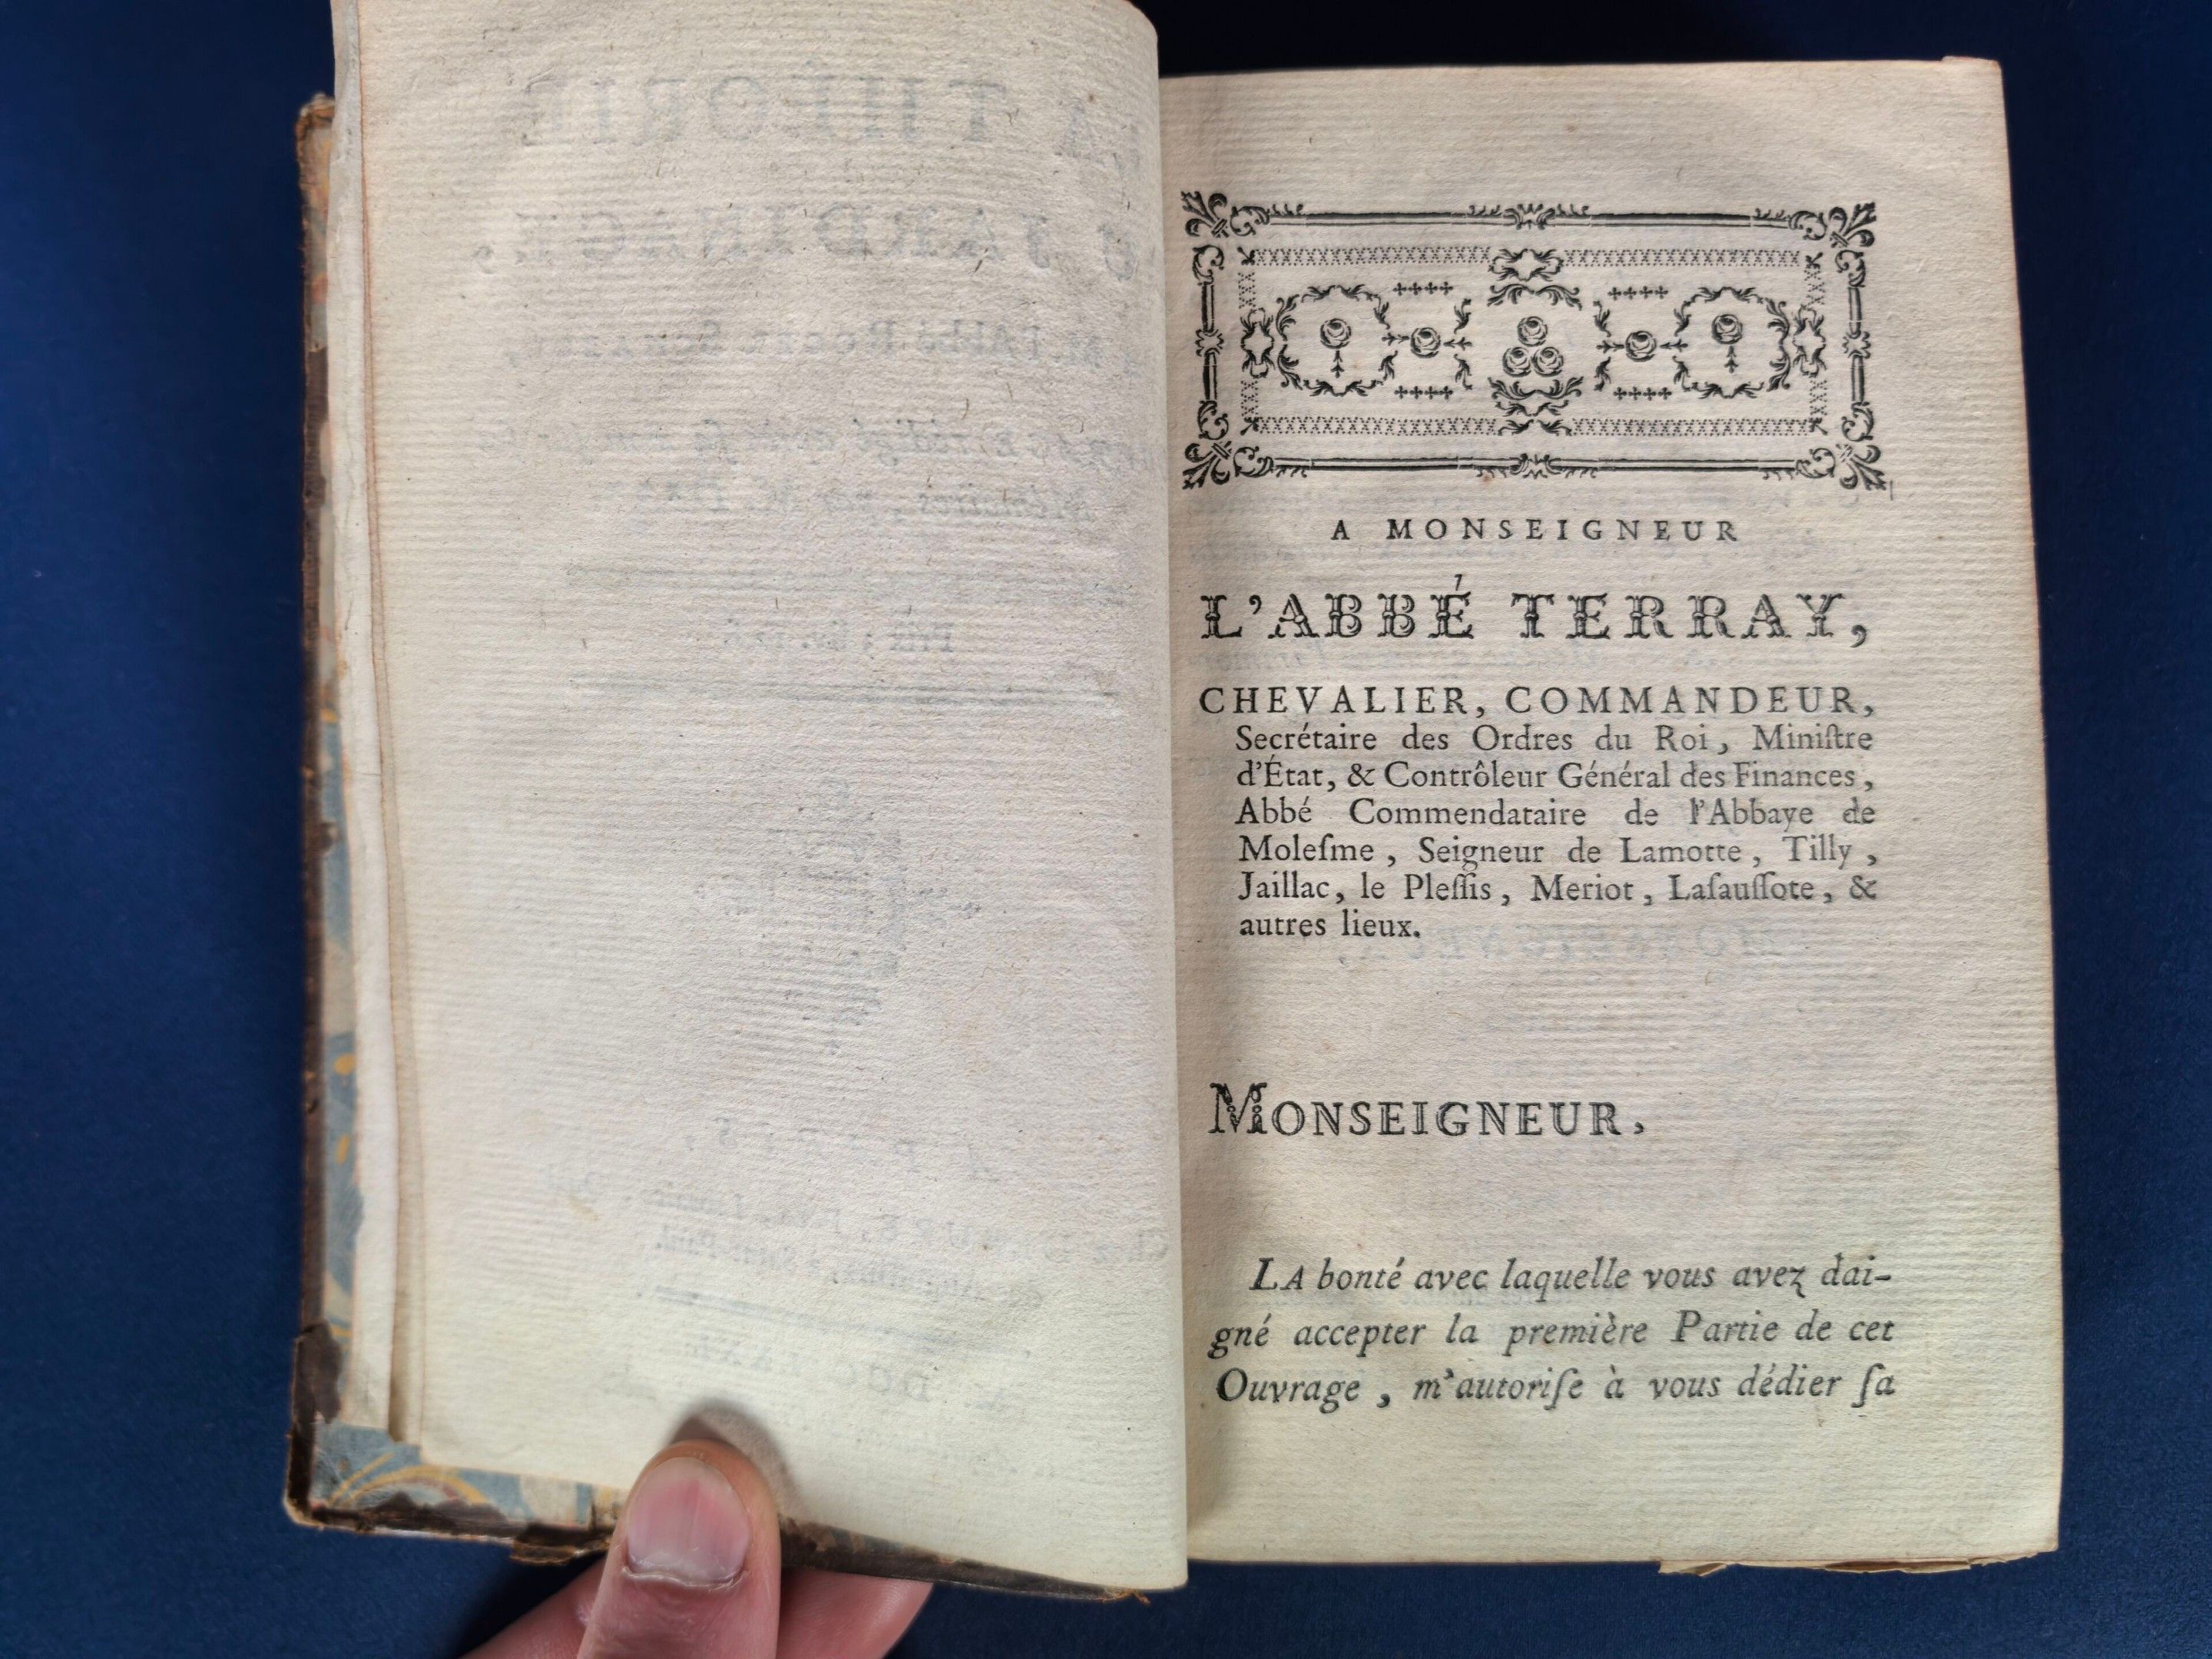 THÉORIE
JARDINAGE,
A MONSEIGNEUR
L'ABBÉ TERRAY,
CHEVALIER, COMMANDEUR,
Secrétaire des Ordres du Roi, Miniſtre
d'État, & Contrôleur Général des Finances,
Abbé Commendataire de l'Abbaye de
Moleſme, Seigneur de Lamotte, Tilly,
Jaillac, le Pleſſis, Meriot, Laſauſſote, &
autres lieux.
MONSEIGNEUR,
LA bonté avec laquelle vous avez dai-
gné accepter la première Partie de cet
Ouvrage, m'autoriſe à vous dédier ſa